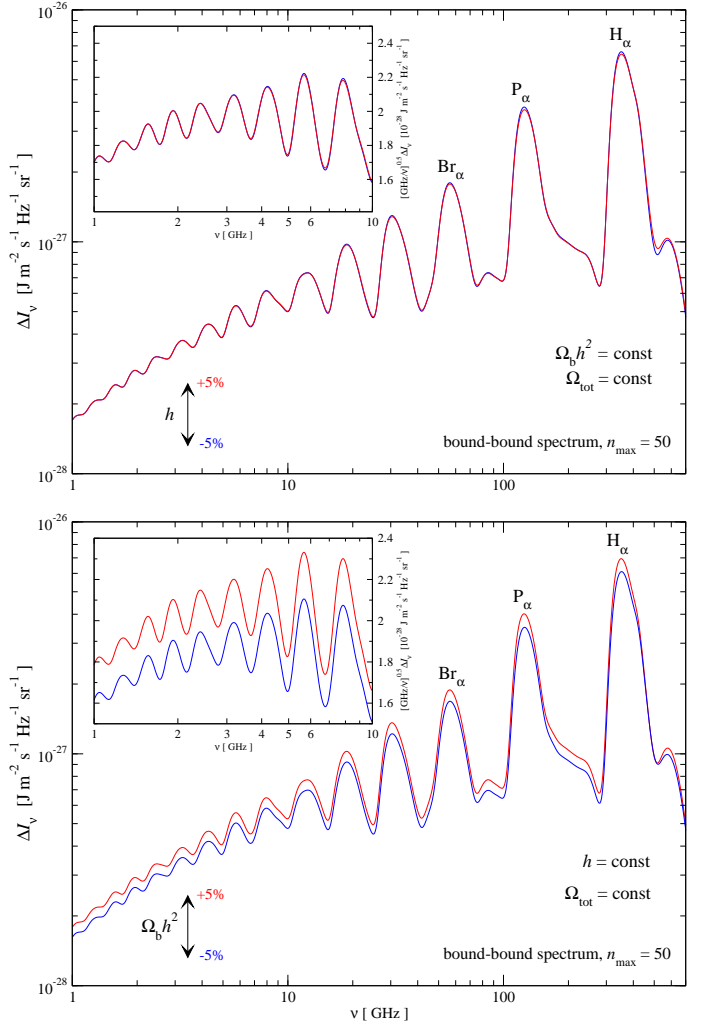 10⁻²⁶
10⁻²⁷
10⁻²⁸
ΔI_ν [J m⁻² s⁻¹ Hz⁻¹ sr⁻¹]
2.4
2.2
2
1.8
1.6
[GHz/ν]^0.5 ΔI_ν [10⁻²⁸ J m⁻² s⁻¹ Hz⁻¹ sr⁻¹]
1 2 3 4 5 6 10
ν [ GHz]
Br_α
P_α
H_α
Ω_b h² = const
Ω_tot = const
+5%
h
-5%
bound-bound spectrum, n_max = 50
1 10 100
10⁻²⁶
10⁻²⁷
10⁻²⁸
ΔI_ν [J m⁻² s⁻¹ Hz⁻¹ sr⁻¹]
2.4
2.2
2
1.8
1.6
[GHz/ν]^0.5 ΔI_ν [10⁻²⁸ J m⁻² s⁻¹ Hz⁻¹ sr⁻¹]
1 2 3 4 5 6 10
ν [ GHz]
Br_α
P_α
H_α
h = const
Ω_tot = const
+5%
Ω_b h²
-5%
bound-bound spectrum, n_max = 50
1 10 100
ν [ GHz]